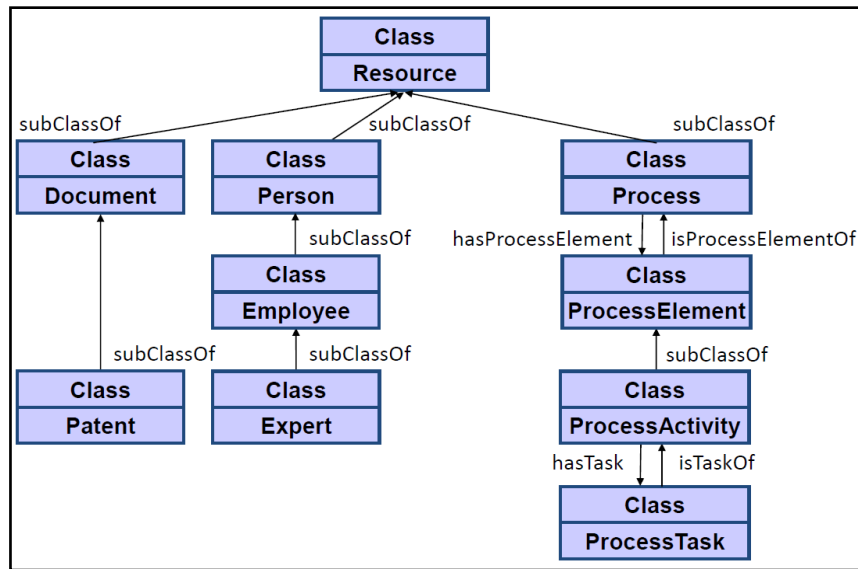 Class
Resource
subClassOf subClassOf subClassOf
Class Class Class
Document Person Process
subClassOf hasProcessElement isProcessElementOf
Class Class
Employee ProcessElement
subClassOf subClassOf subClassOf
Class Class Class
Patent Expert ProcessActivity
hasTask isTaskOf
Class
ProcessTask